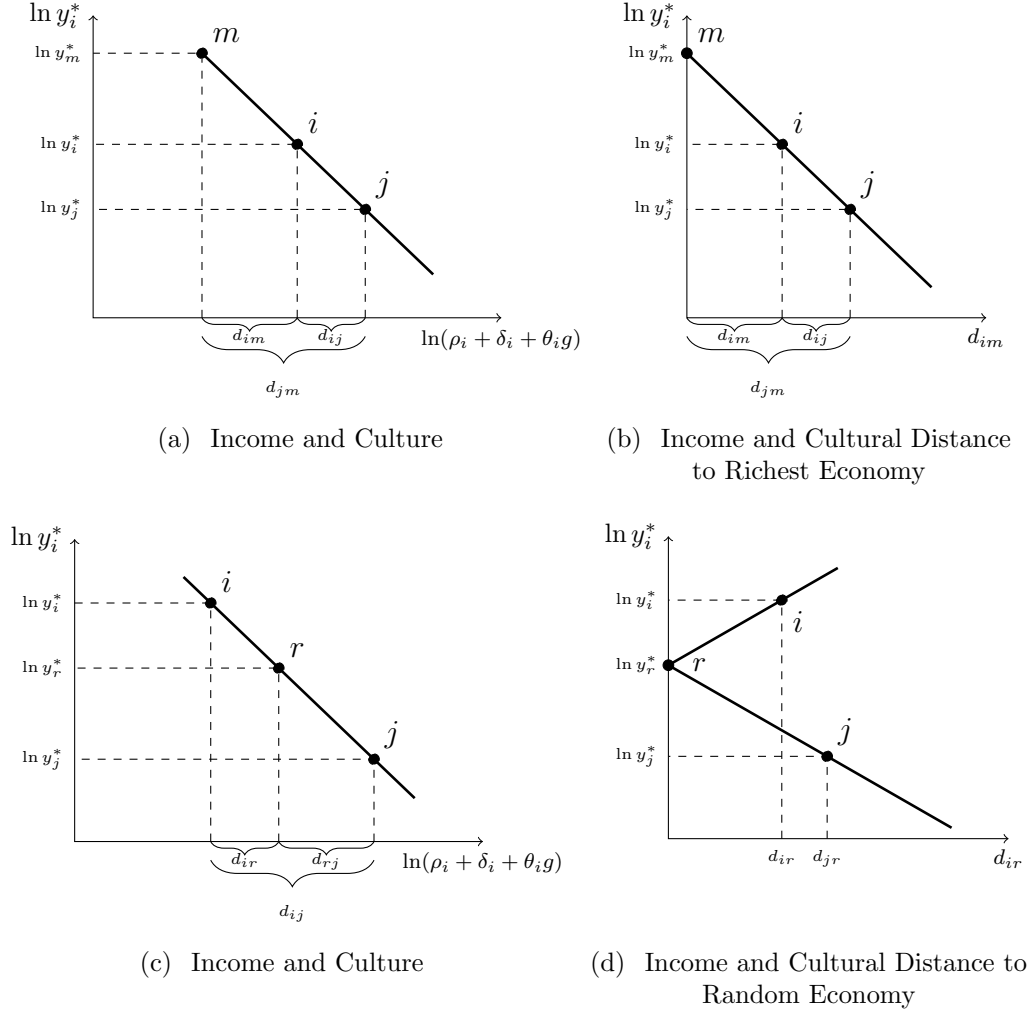 ln y*_i
m
ln y*_m
i
ln y*_i
j
ln y*_j
d_im d_ij
ln(ρ_i + δ_i + θ_i g)
d_jm
(a) Income and Culture
ln y*_i
m
ln y*_m
i
ln y*_i
j
ln y*_j
d_im d_ij
d_im
d_jm
(b) Income and Cultural Distance
to Richest Economy
ln y*_i
i
ln y*_i
r
ln y*_r
j
ln y*_j
d_ir d_rj
ln(ρ_i + δ_i + θ_i g)
d_ij
(c) Income and Culture
ln y*_i
ln y*_i
i
ln y*_r
r
j
ln y*_j
d_ir d_jr
d_ir
(d) Income and Cultural Distance to
Random Economy